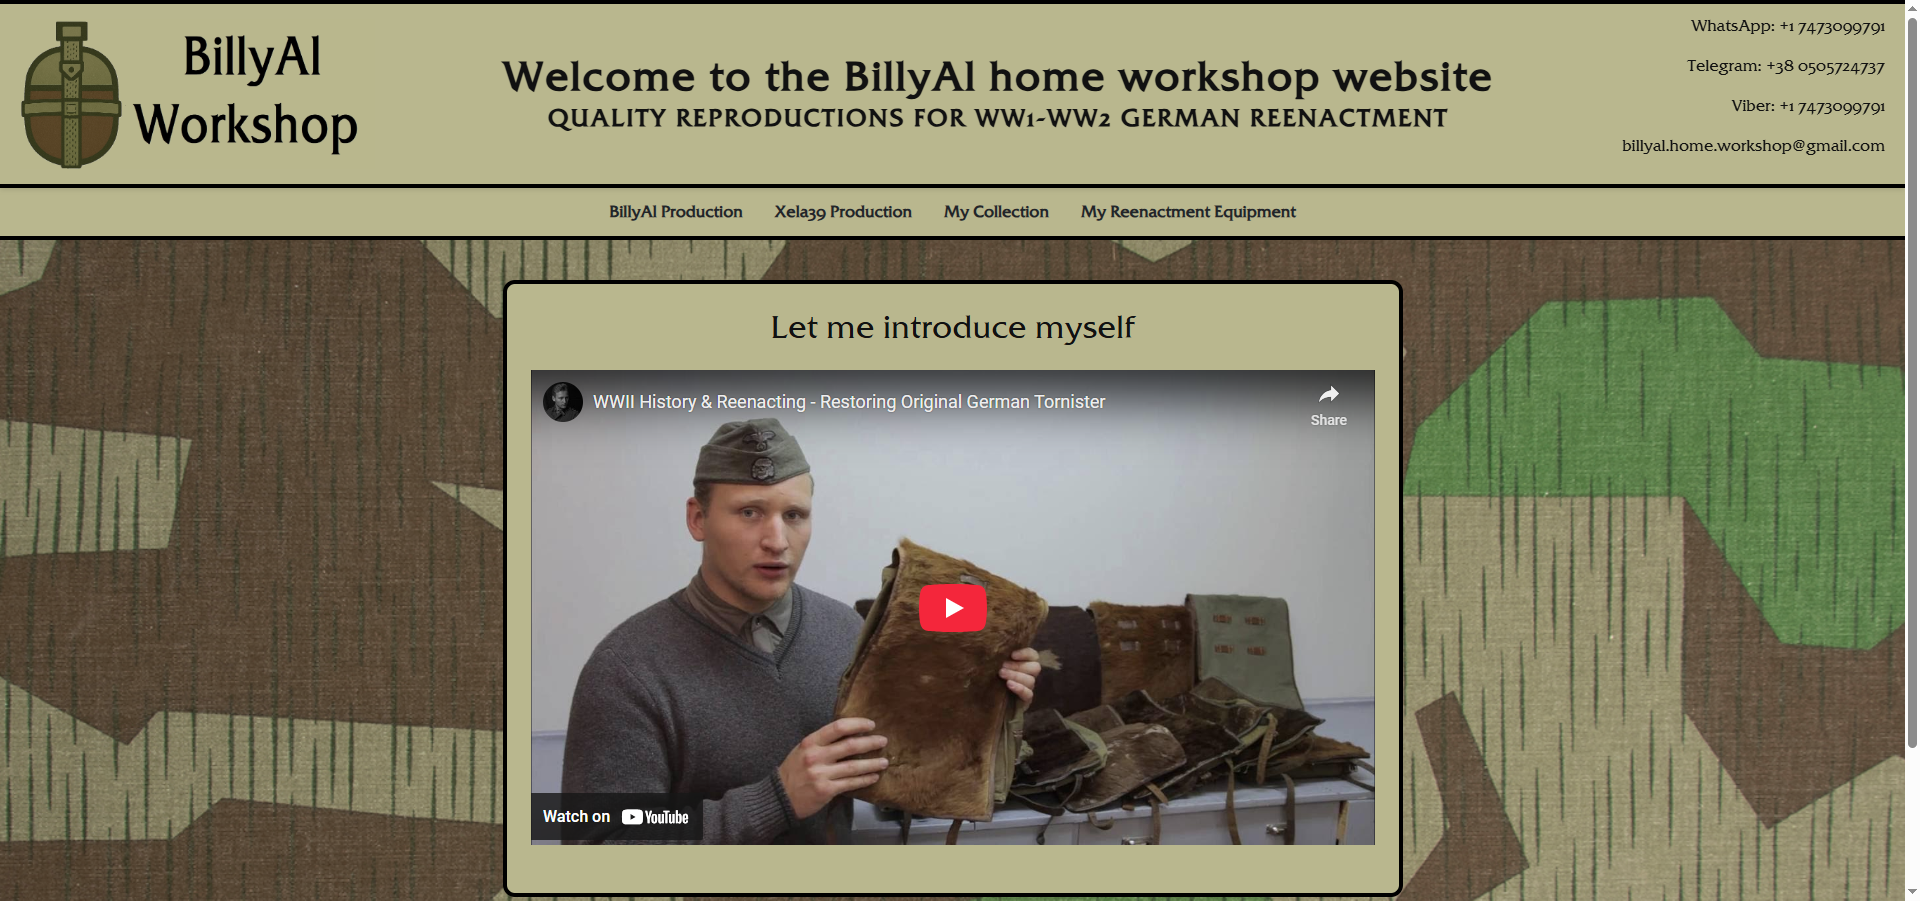 BillyAl
Workshop
Welcome to the BillyAl home workshop website
QUALITY REPRODUCTIONS FOR WW1-WW2 GERMAN REENACTMENT
WhatsApp: +1 7473099791
Telegram: +38 0505724737
Viber: +1 7473099791
billyal.home.workshop@gmail.com
BillyAl Production
Xela39 Production
My Collection
My Reenactment Equipment
Let me introduce myself
WWII History & Reenacting - Restoring Original German Tornister
Share
Watch on YouTube